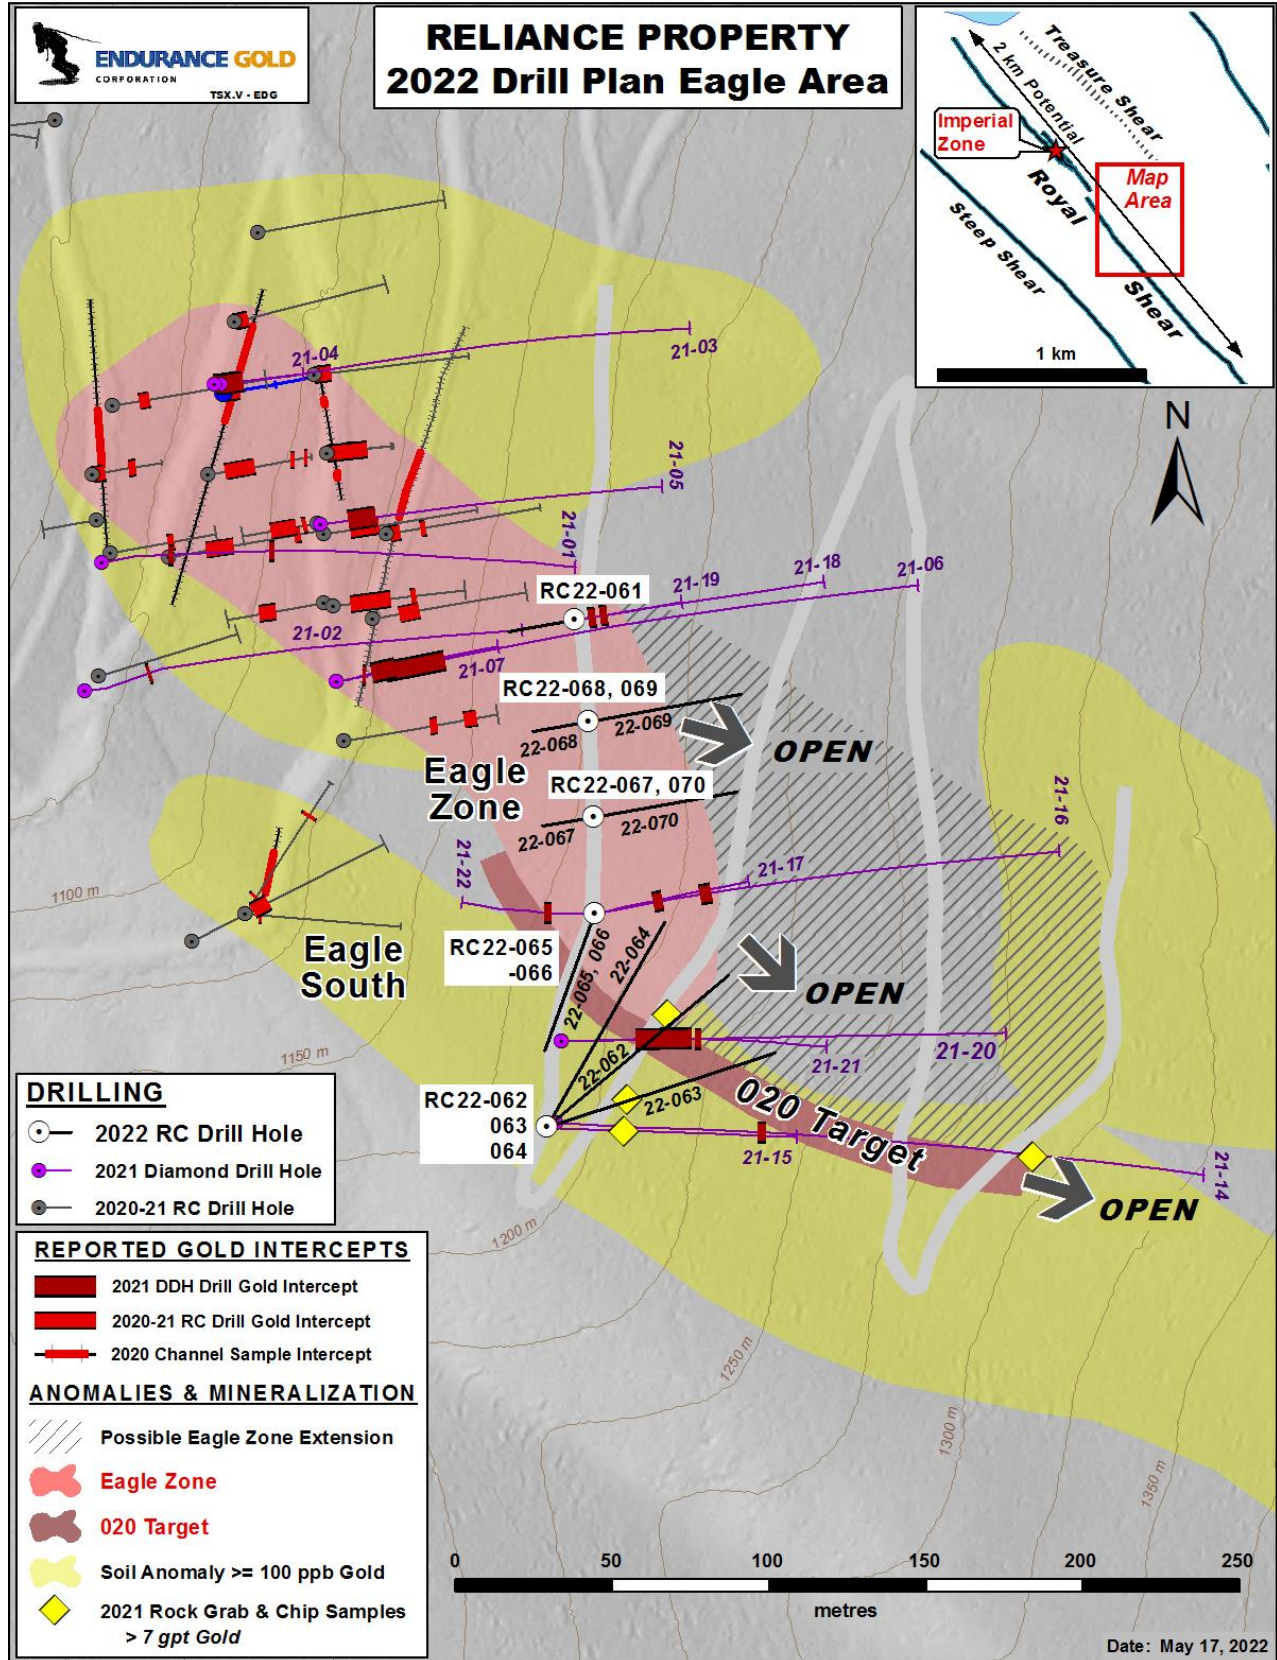 ENDURANCE GOLD
CORPORATION
TSX.V - EDG
RELIANCE PROPERTY
2022 Drill Plan Eagle Area
Treasure Shear
2 km Potential
Imperial
Zone
Map
Area
Royal
Shear
Steep Shear
1 km
N
21-04
21-03
21-05
21-01
21-18
21-06
21-19
RC22-061
21-02
21-07
RC22-068, 069
22-069
22-068
OPEN
Eagle
Zone
RC22-067, 070
22-070
22-067
21-16
21-22
21-17
1100 m
Eagle
South
RC22-065
-066
22-065, 066
22-064
OPEN
1150 m
22-062
21-20
21-21
RC22-062
063
064
22-063
020 Target
21-15
21-14
OPEN
1200 m
1250 m
1300 m
1350 m
DRILLING
2022 RC Drill Hole
2021 Diamond Drill Hole
2020-21 RC Drill Hole
REPORTED GOLD INTERCEPTS
2021 DDH Drill Gold Intercept
2020-21 RC Drill Gold Intercept
2020 Channel Sample Intercept
ANOMALIES & MINERALIZATION
Possible Eagle Zone Extension
Eagle Zone
020 Target
Soil Anomaly >= 100 ppb Gold
2021 Rock Grab & Chip Samples
> 7 gpt Gold
0 50 100 150 200 250
metres
Date: May 17, 2022